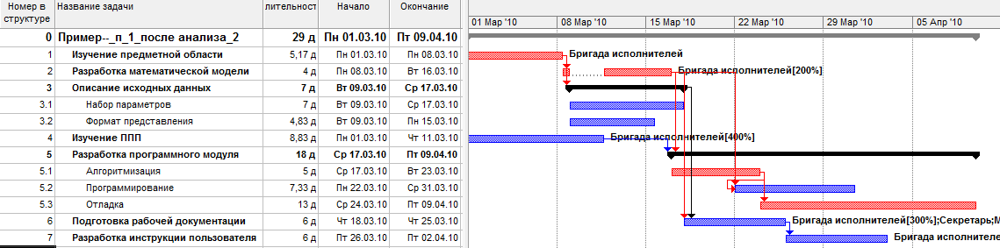 Номер в структуре Название задачи лительност Начало Окончание
01 Мар '10 08 Мар '10 15 Мар '10 22 Мар '10 29 Мар '10 05 Апр '10
0 Пример--_п_1_после анализа_2 29 д Пн 01.03.10 Пт 09.04.10
1 Изучение предметной области 5,17 д Пн 01.03.10 Пн 08.03.10 Бригада исполнителей
2 Разработка математической модели 4 д Пн 08.03.10 Вт 16.03.10 Бригада исполнителей[200%]
3 Описание исходных данных 7 д Вт 09.03.10 Ср 17.03.10
3.1 Набор параметров 7 д Вт 09.03.10 Ср 17.03.10
3.2 Формат представления 4,83 д Вт 09.03.10 Пн 15.03.10
4 Изучение ППП 8,83 д Пн 01.03.10 Чт 11.03.10 Бригада исполнителей[400%]
5 Разработка программного модуля 18 д Ср 17.03.10 Пт 09.04.10
5.1 Алгоритмизация 5 д Ср 17.03.10 Вт 23.03.10
5.2 Программирование 7,33 д Пн 22.03.10 Ср 31.03.10
5.3 Отладка 13 д Ср 24.03.10 Пт 09.04.10
6 Подготовка рабочей документации 6 д Чт 18.03.10 Чт 25.03.10 Бригада исполнителей[300%];Секретарь;М
7 Разработка инструкции пользователя 6 д Пт 26.03.10 Пт 02.04.10 Бригада исполнителе